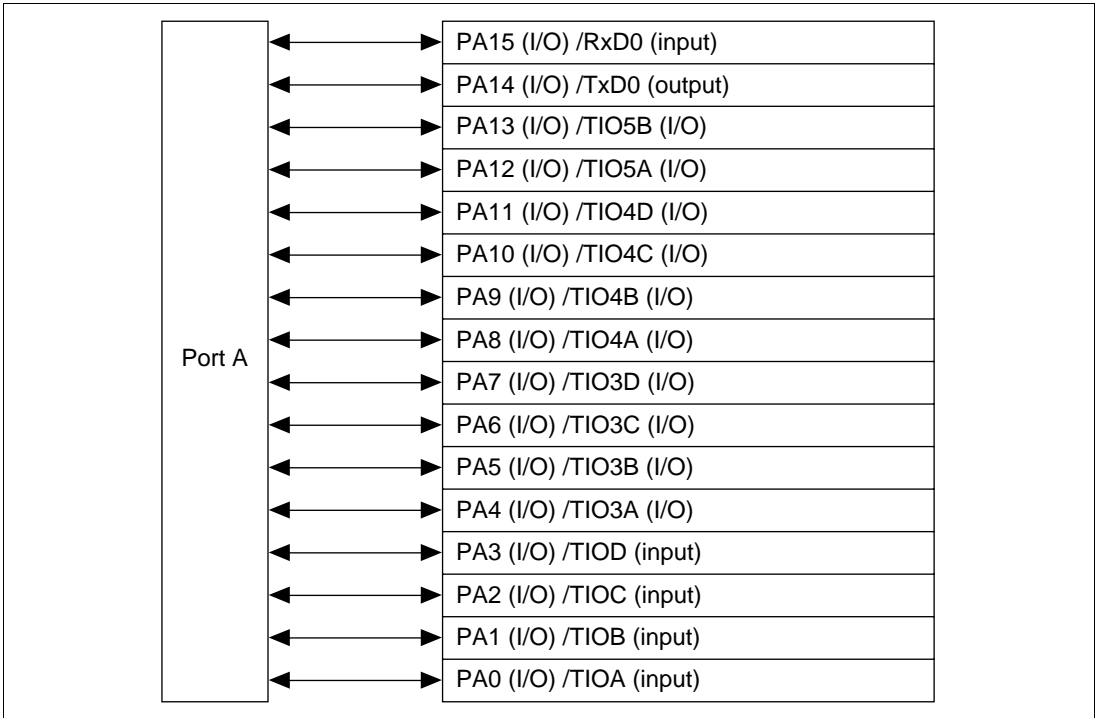 PA15 (I/O) /RxD0 (input)
PA14 (I/O) /TxD0 (output)
PA13 (I/O) /TIO5B (I/O)
PA12 (I/O) /TIO5A (I/O)
PA11 (I/O) /TIO4D (I/O)
PA10 (I/O) /TIO4C (I/O)
PA9 (I/O) /TIO4B (I/O)
PA8 (I/O) /TIO4A (I/O)
Port A
PA7 (I/O) /TIO3D (I/O)
PA6 (I/O) /TIO3C (I/O)
PA5 (I/O) /TIO3B (I/O)
PA4 (I/O) /TIO3A (I/O)
PA3 (I/O) /TIOD (input)
PA2 (I/O) /TIOC (input)
PA1 (I/O) /TIOB (input)
PA0 (I/O) /TIOA (input)